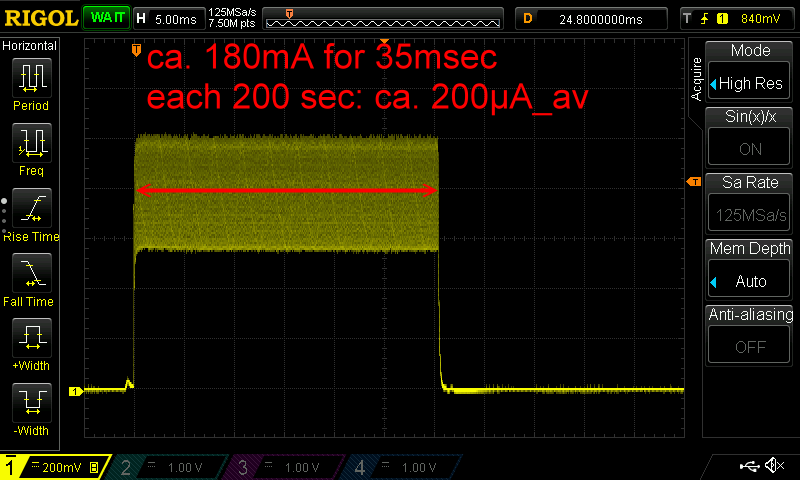 RIGOL WAIT H 5.00ms 125MSa/s 7.50M pts T D 24.8000000ms T 1 840mV
Horizontal
Period
Freq
Rise Time
Fall Time
+Width
-Width
T
ca. 180mA for 35msec
each 200 sec: ca. 200µA_av
T
1
Acquire
Mode
High Res
Sin(x)/x
ON
Sa Rate
125MSa/s
Mem Depth
Auto
Anti-aliasing
OFF
1 200mV B 2 1.00 V 3 1.00 V 4 1.00 V